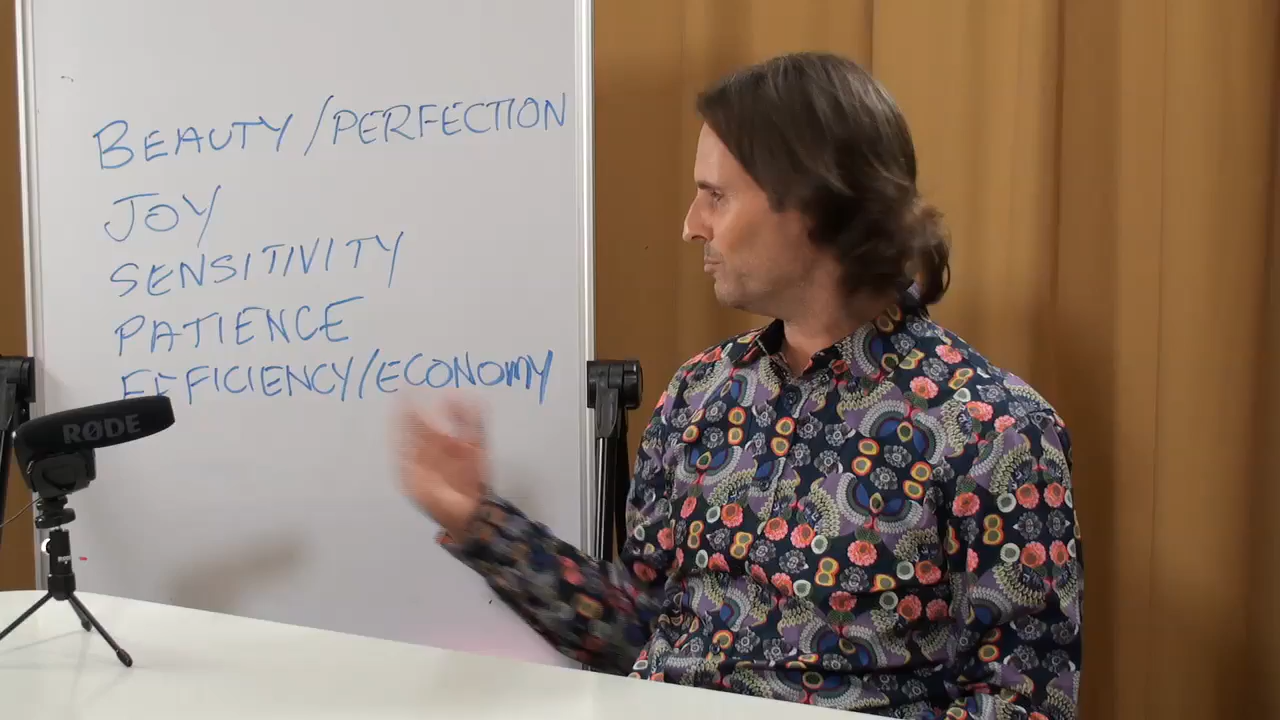 BEAUTY/PERFECTION
JOY
SENSITIVITY
PATIENCE
EFFICIENCY/ECONOMY
RØDE